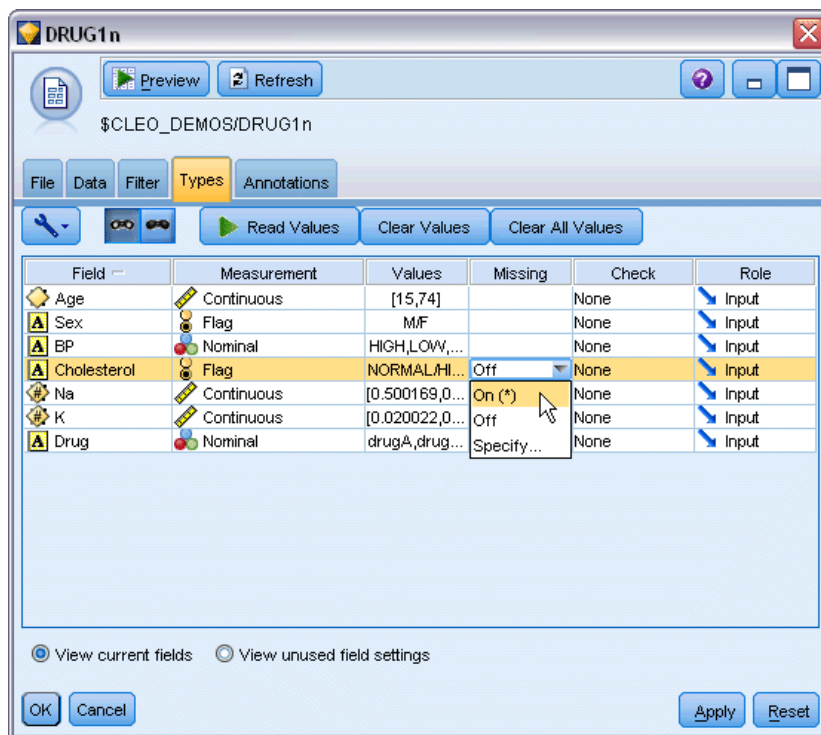 DRUG1n
Preview Refresh
$CLEO_DEMOS/DRUG1n
File Data Filter Types Annotations
Read Values Clear Values Clear All Values
Field Measurement Values Missing Check Role
Age Continuous [15,74] None Input
A Sex Flag M/F None Input
A BP Nominal HIGH,LOW,... None Input
A Cholesterol Flag NORMAL/HI... Off None Input
# Na Continuous [0.500169,0... On (*) None Input
# K Continuous [0.020022,0... Off None Input
A Drug Nominal drugA,drug... Specify... None Input
View current fields View unused field settings
OK Cancel Apply Reset